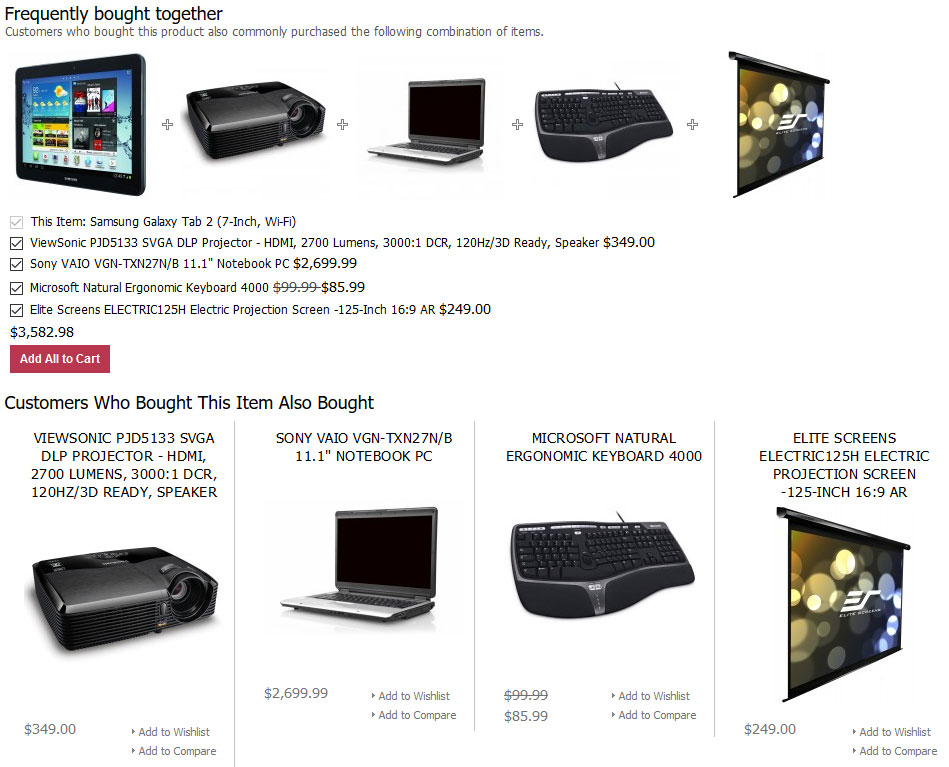 Frequently bought together
Customers who bought this product also commonly purchased the following combination of items.
SAMSUNG
ELITE SCREENS
This Item: Samsung Galaxy Tab 2 (7-Inch, Wi-Fi)
ViewSonic PJD5133 SVGA DLP Projector - HDMI, 2700 Lumens, 3000:1 DCR, 120Hz/3D Ready, Speaker $349.00
Sony VAIO VGN-TXN27N/B 11.1" Notebook PC $2,699.99
Microsoft Natural Ergonomic Keyboard 4000 $99.99 $85.99
Elite Screens ELECTRIC125H Electric Projection Screen -125-Inch 16:9 AR $249.00
$3,582.98
Add All to Cart
Customers Who Bought This Item Also Bought
VIEWSONIC PJD5133 SVGA
DLP PROJECTOR - HDMI,
2700 LUMENS, 3000:1 DCR,
120HZ/3D READY, SPEAKER
$349.00
Add to Wishlist
Add to Compare
SONY VAIO VGN-TXN27N/B
11.1" NOTEBOOK PC
$2,699.99
Add to Wishlist
Add to Compare
MICROSOFT NATURAL
ERGONOMIC KEYBOARD 4000
$99.99
$85.99
Add to Wishlist
Add to Compare
ELITE SCREENS
ELECTRIC125H ELECTRIC
PROJECTION SCREEN
-125-INCH 16:9 AR
ELITE SCREENS
$249.00
Add to Wishlist
Add to Compare